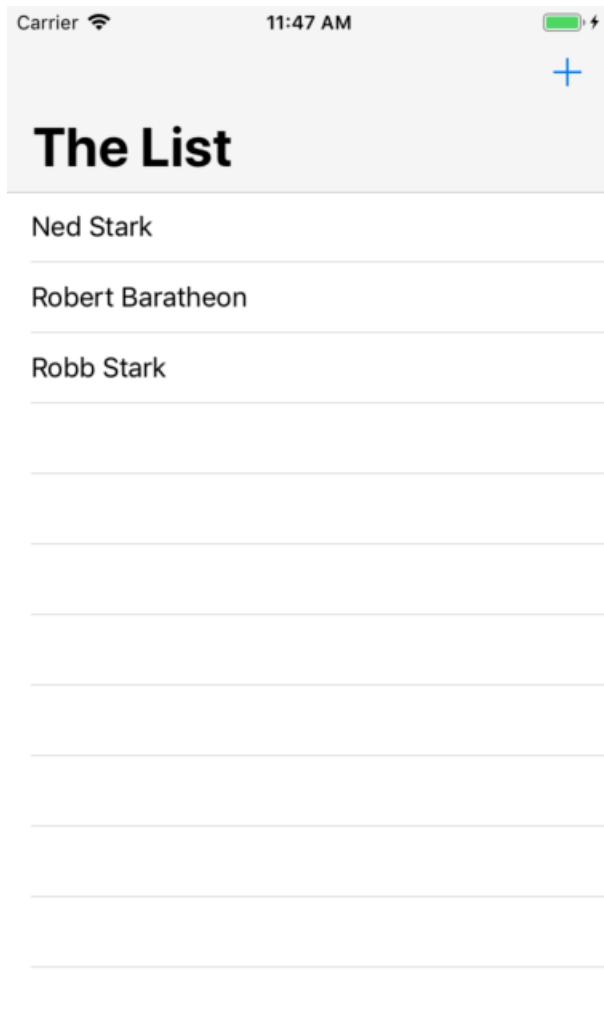 Carrier 11:47 AM
The List
Ned Stark
Robert Baratheon
Robb Stark